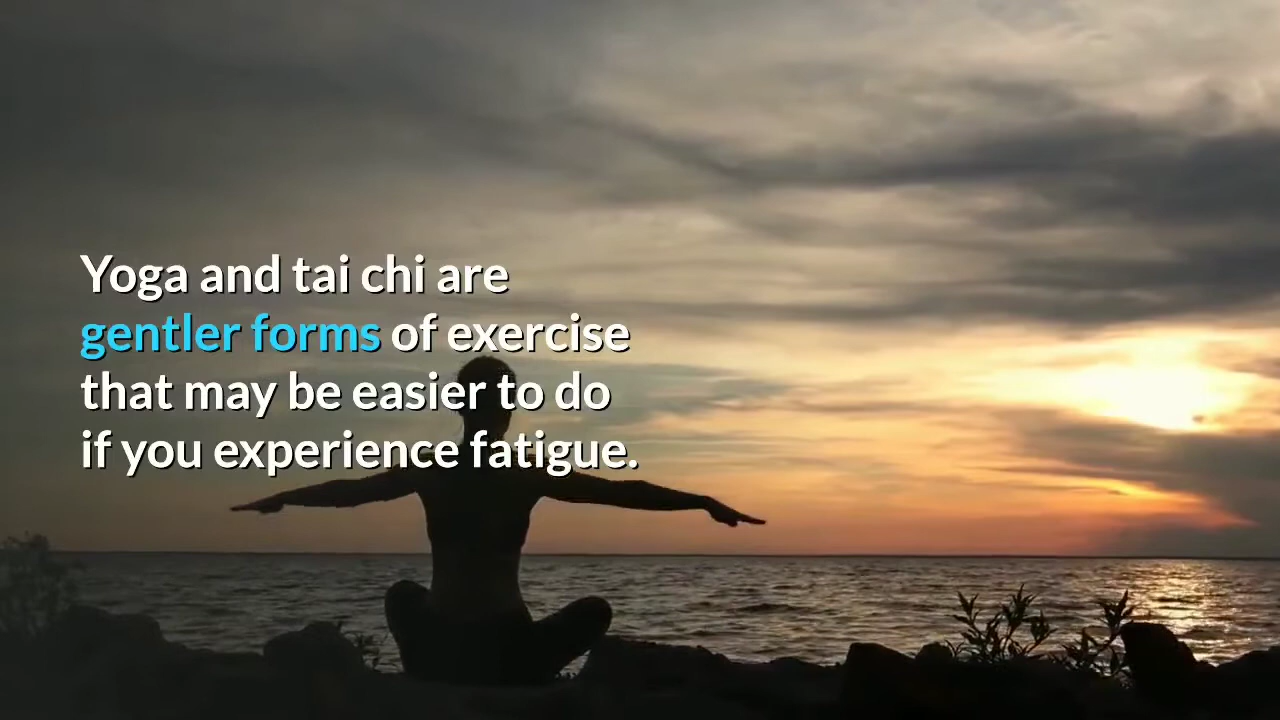 Yoga and tai chi are
gentler forms of exercise
that may be easier to do
if you experience fatigue.